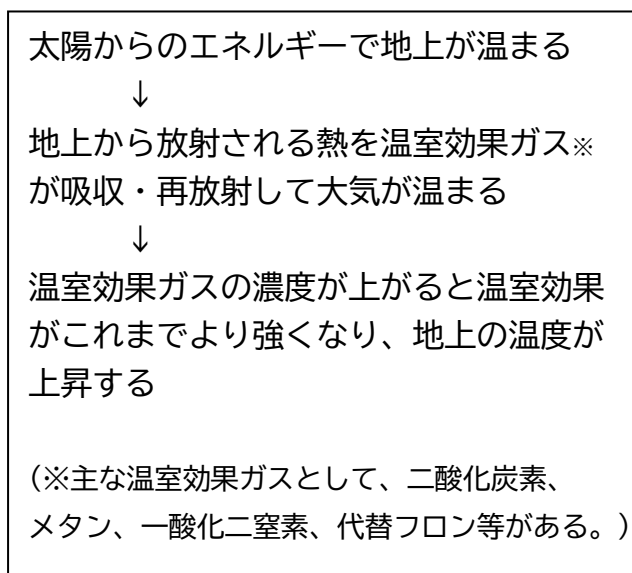 太陽からのエネルギーで地上が温まる
↓
地上から放射される熱を温室効果ガス※
が吸収・再放射して大気が温まる
↓
温室効果ガスの濃度が上がると温室効果
がこれまでより強くなり、地上の温度が
上昇する
(※主な温室効果ガスとして、二酸化炭素、
メタン、一酸化二窒素、代替フロン等がある。)